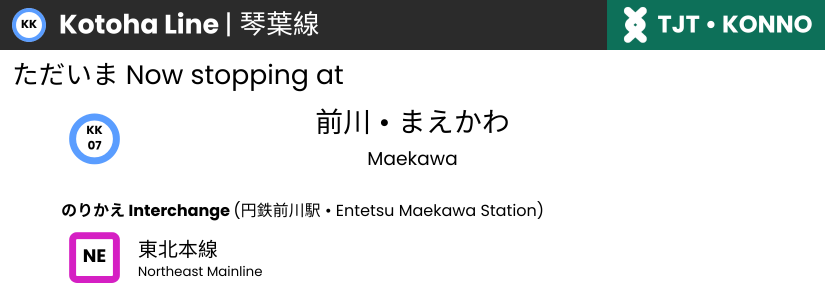 KK Kotoha Line | 琴葉線 TJT • KONNO
ただいま Now stopping at
KK
07
前川 • まえかわ
Maekawa
のりかえ Interchange (円鉄前川駅 • Entetsu Maekawa Station)
NE
東北本線
Northeast Mainline